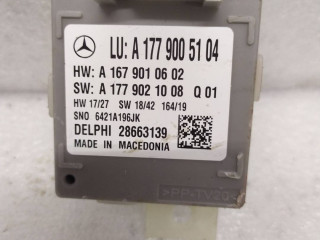 LU: A 177 900 51 04
HW: A 167 901 06 02
SW: A 177 902 10 08 Q 01
HW 17/27 SW 18/42 164/19
SNO 6421A196JK
DELPHI 28663139
MADE IN MACEDONIA